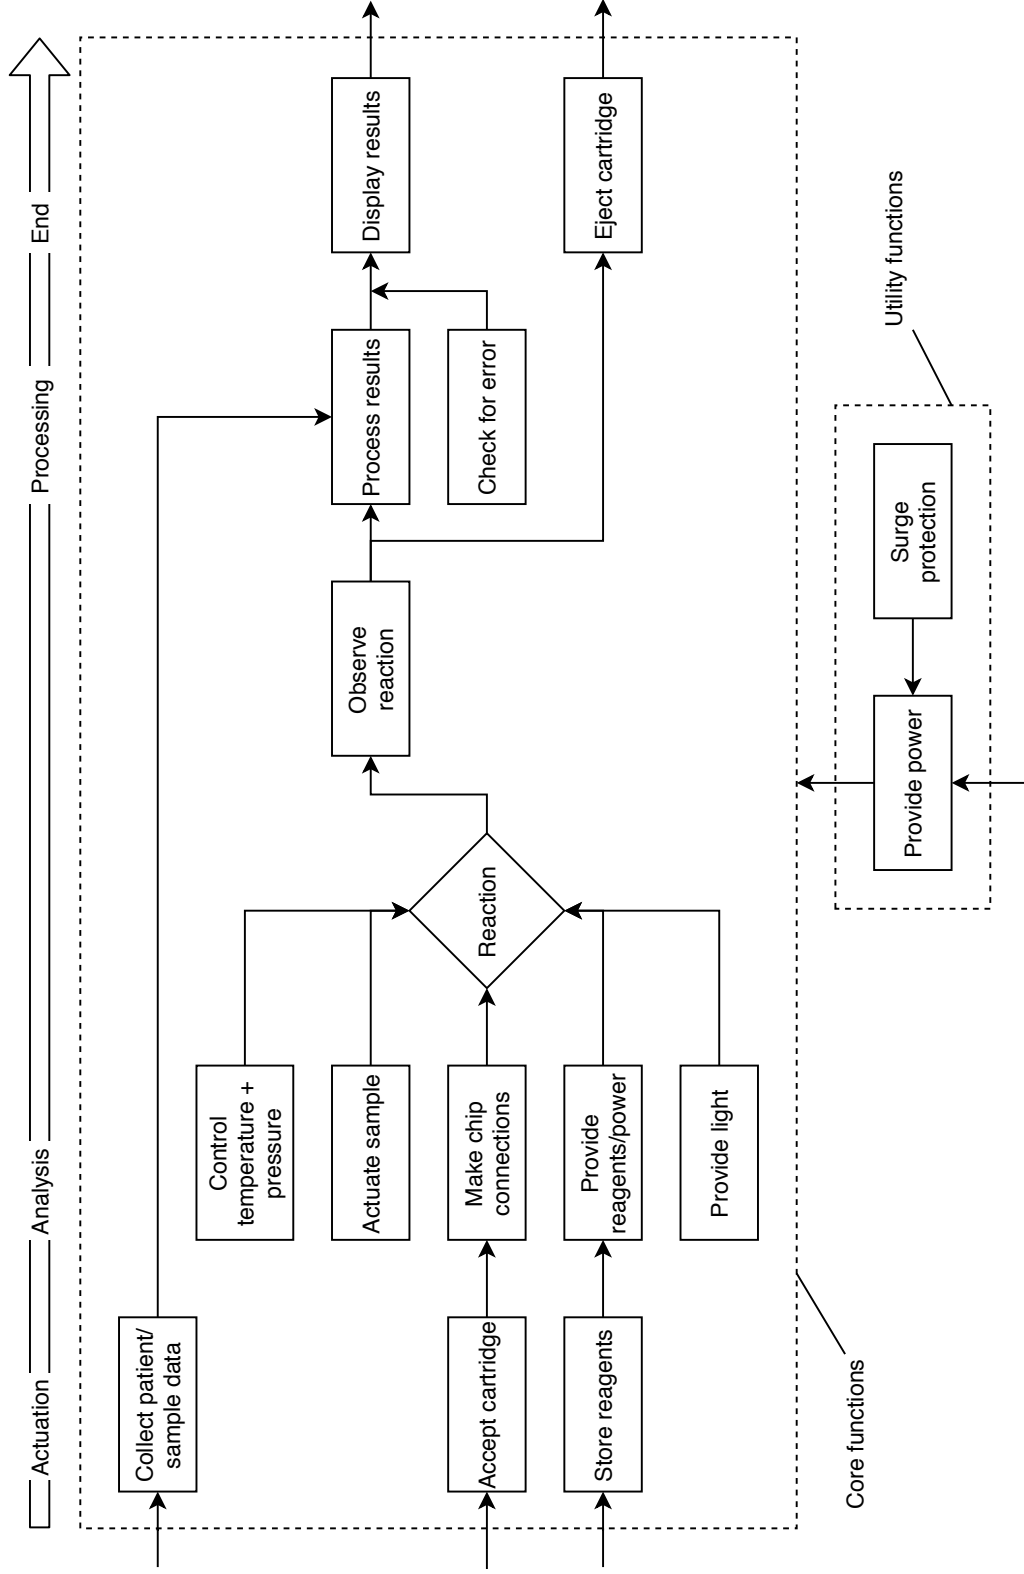 Actuation
Analysis
Processing
End
Collect patient/
sample data
Control
temperature +
pressure
Actuate sample
Accept cartridge
Make chip
connections
Store reagents
Provide
reagents/power
Provide light
Reaction
Observe
reaction
Process results
Check for error
Display results
Eject cartridge
Core functions
Provide power
Surge
protection
Utility functions